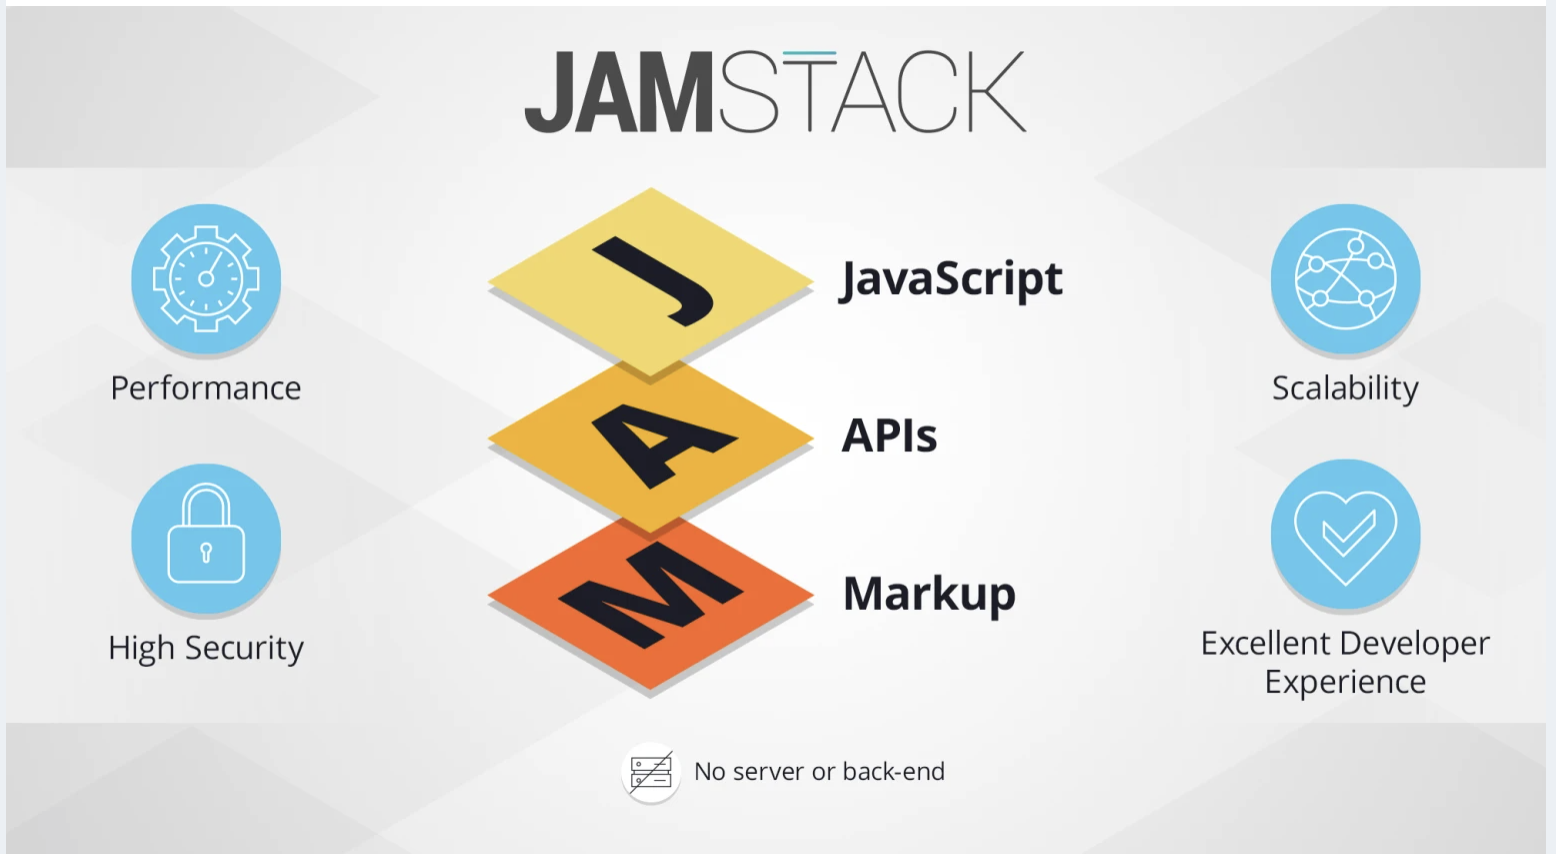 JAMSTACK
J
JavaScript
A
APIs
M
Markup
Performance
High Security
Scalability
Excellent Developer
Experience
No server or back-end